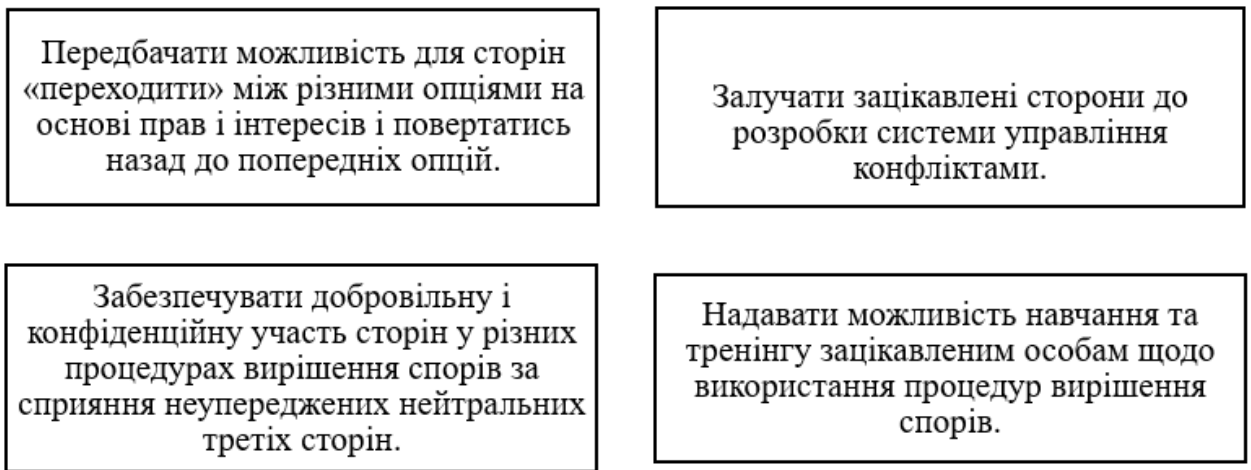 Передбачати можливість для сторін
«переходити» між різними опціями на
основі прав і інтересів і повертатись
назад до попередніх опцій.
Залучати зацікавлені сторони до
розробки системи управління
конфліктами.
Забезпечувати добровільну і
конфіденційну участь сторін у різних
процедурах вирішення спорів за
сприяння неупереджених нейтральних
третіх сторін.
Надавати можливість навчання та
тренінгу зацікавленим особам щодо
використання процедур вирішення
спорів.